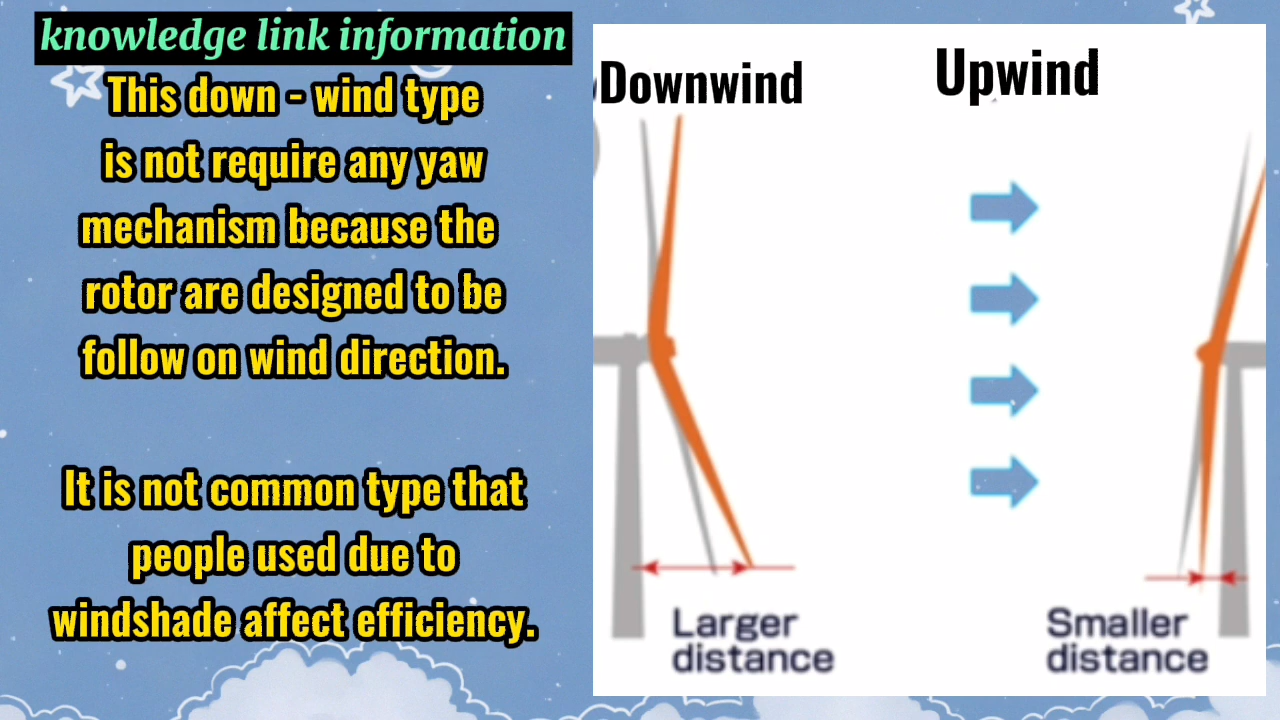 knowledge link information
This down - wind type
is not require any yaw
mechanism because the
rotor are designed to be
follow on wind direction.
It is not common type that
people used due to
windshade affect efficiency.
Downwind
Upwind
Larger
distance
Smaller
distance